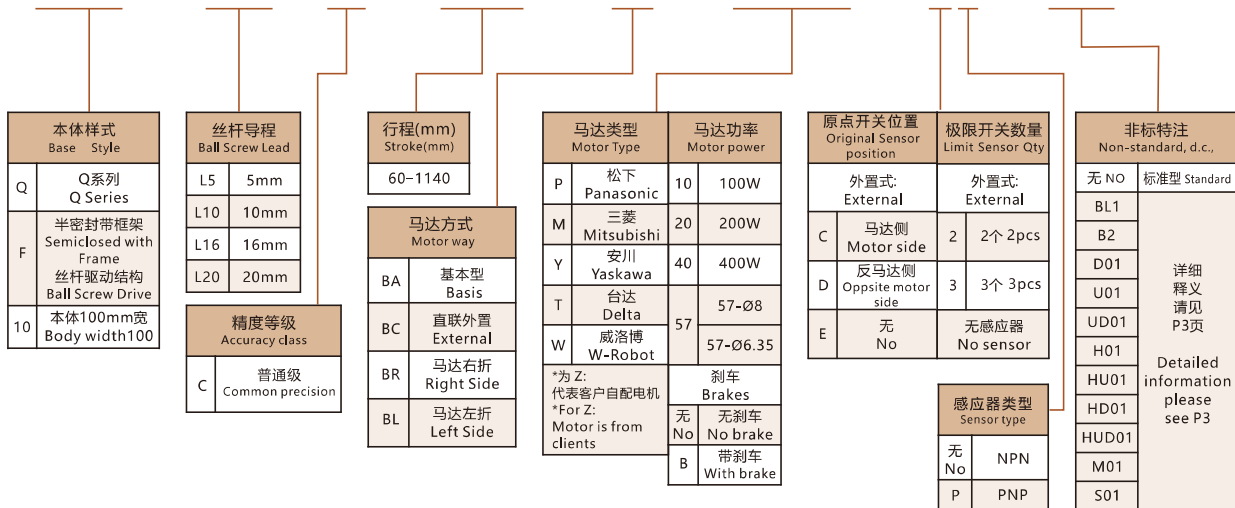 本体样式
Base Style
Q
Q系列
Q Series
F
半密封带框架
Semiclosed with
Frame
丝杆驱动结构
Ball Screw Drive
10
本体100mm宽
Body width100
丝杆导程
Ball Screw Lead
L5 5mm
L10 10mm
L16 16mm
L20 20mm
精度等级
Accuracy class
C
普通级
Common precision
行程(mm)
Stroke(mm)
60-1140
马达方式
Motor way
BA
基本型
Basis
BC
直联外置
External
BR
马达右折
Right Side
BL
马达左折
Left Side
马达类型
Motor Type
P
松下
Panasonic
M
三菱
Mitsubishi
Y
安川
Yaskawa
T
台达
Delta
W
威洛博
W-Robot
*为 Z:
代表客户自配电机
*For Z:
Motor is from
clients
马达功率
Motor power
10 100W
20 200W
40 400W
57
57-Ø8
57-Ø6.35
刹车
Brakes
无
No
无刹车
No brake
B
带刹车
With brake
原点开关位置
Original Sensor
position
外置式:
External
C
马达侧
Motor side
D
反马达侧
Oppsite motor
side
E
无
No
极限开关数量
Limit Sensor Qty
外置式:
External
2 2个 2pcs
3 3个 3pcs
无感应器
No sensor
感应器类型
Sensor type
无
No
NPN
P PNP
非标特注
Non-standard, d.c.,
无 NO 标准型 Standard
BL1
B2
D01
U01
UD01
H01
HU01
HD01
HUD01
M01
S01
详细
释义
请见
P3页
Detailed
information
please
see P3